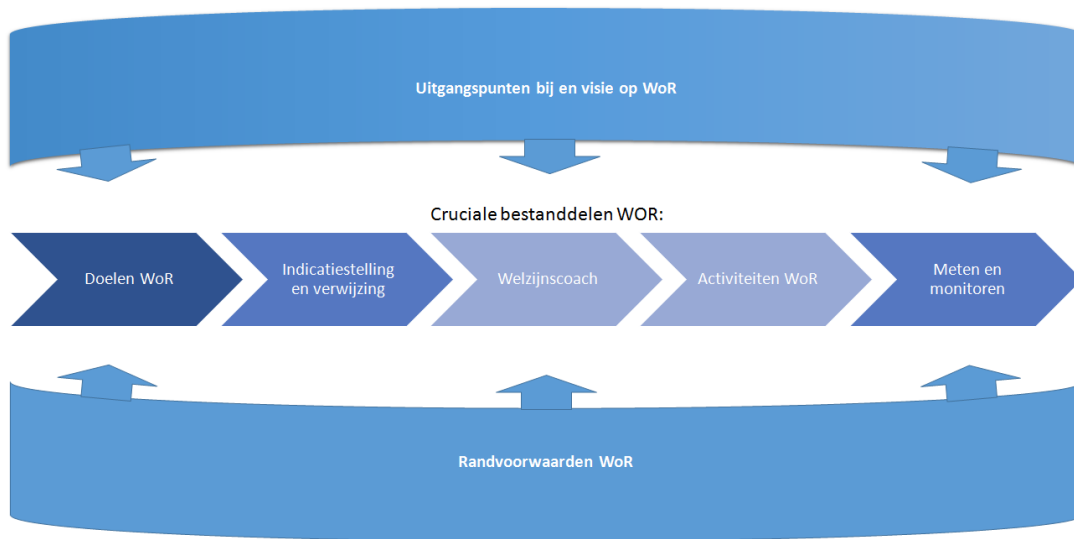 Uitgangspunten bij en visie op WoR
Cruciale bestanddelen WOR:
Doelen WoR
Indicatiestelling
en verwijzing
Welzijnscoach
Activiteiten WoR
Meten en
monitoren
Randvoorwaarden WoR